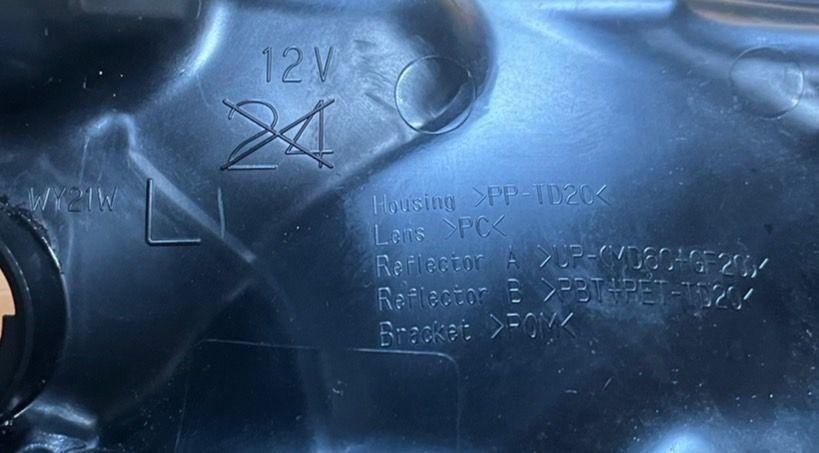 12V
24
WY21W L
Housing >PP-TD20<
Lens >PC<
Reflector A >UP-(MD60+GF20)<
Reflector B >PBT+PET-TD20<
Bracket >POM<